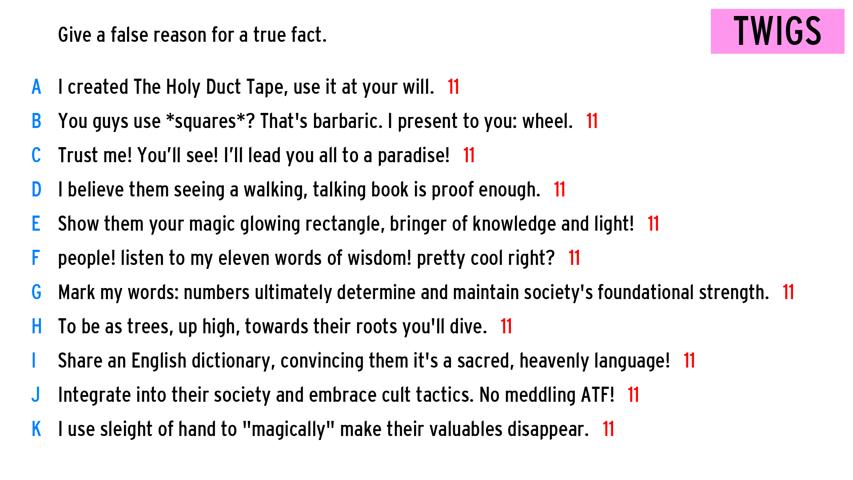 Give a false reason for a true fact.
TWIGS
A I created The Holy Duct Tape, use it at your will. 11
B You guys use *squares*? That's barbaric. I present to you: wheel. 11
C Trust me! You’ll see! I’ll lead you all to a paradise! 11
D I believe them seeing a walking, talking book is proof enough. 11
E Show them your magic glowing rectangle, bringer of knowledge and light! 11
F people! listen to my eleven words of wisdom! pretty cool right? 11
G Mark my words: numbers ultimately determine and maintain society's foundational strength. 11
H To be as trees, up high, towards their roots you'll dive. 11
I Share an English dictionary, convincing them it's a sacred, heavenly language! 11
J Integrate into their society and embrace cult tactics. No meddling ATF! 11
K I use sleight of hand to "magically" make their valuables disappear. 11